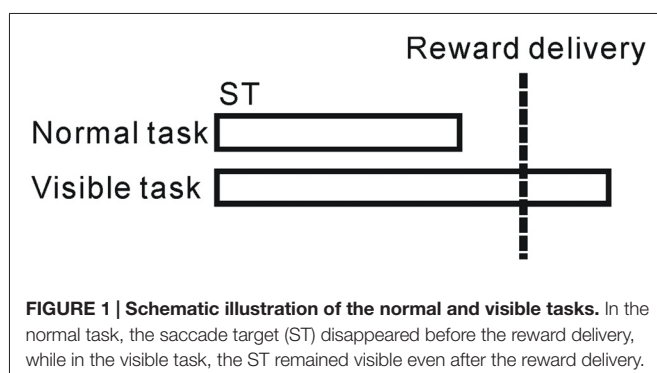 Reward delivery
ST
Normal task
Visible task
FIGURE 1 | Schematic illustration of the normal and visible tasks. In the
normal task, the saccade target (ST) disappeared before the reward delivery,
while in the visible task, the ST remained visible even after the reward delivery.